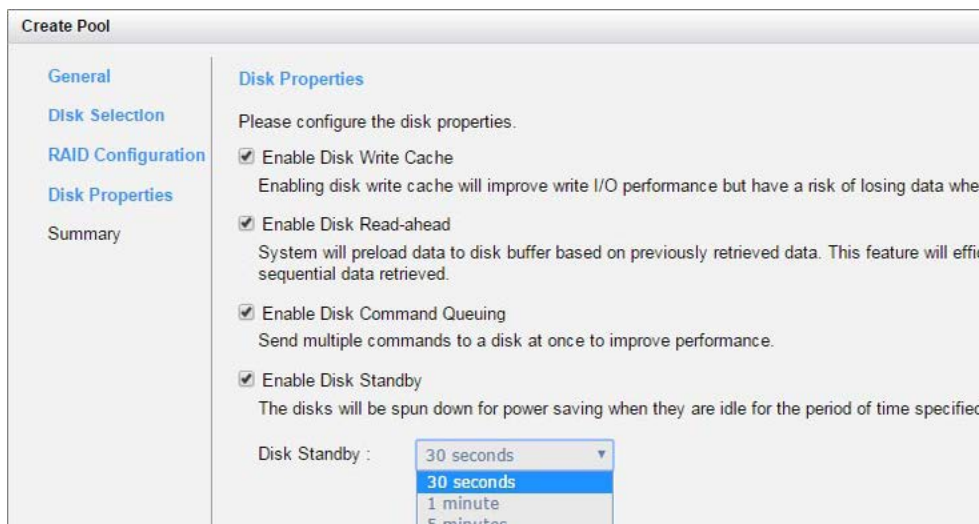 Create Pool
General
Disk Selection
RAID Configuration
Disk Properties
Summary
Disk Properties
Please configure the disk properties.
Enable Disk Write Cache
Enabling disk write cache will improve write I/O performance but have a risk of losing data whe
Enable Disk Read-ahead
System will preload data to disk buffer based on previously retrieved data. This feature will effi
sequential data retrieved.
Enable Disk Command Queuing
Send multiple commands to a disk at once to improve performance.
Enable Disk Standby
The disks will be spun down for power saving when they are idle for the period of time specified
Disk Standby :
30 seconds
30 seconds
1 minute
5 minutes